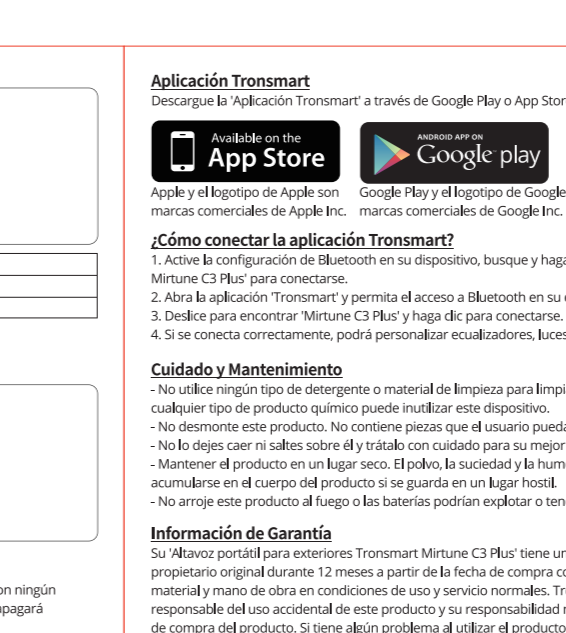 on ningún
pagará
Aplicación Tronsmart
Descargue la 'Aplicación Tronsmart' a través de Google Play o App Stor
Available on the
App Store
ANDROID APP ON
Google play
Apple y el logotipo de Apple son
marcas comerciales de Apple Inc.
Google Play y el logotipo de Google
marcas comerciales de Google Inc.
¿Cómo conectar la aplicación Tronsmart?
1. Active la configuración de Bluetooth en su dispositivo, busque y haga
Mirtune C3 Plus' para conectarse.
2. Abra la aplicación 'Tronsmart' y permita el acceso a Bluetooth en su
3. Deslice para encontrar 'Mirtune C3 Plus' y haga clic para conectarse.
4. Si se conecta correctamente, podrá personalizar ecualizadores, luces
Cuidado y Mantenimiento
- No utilice ningún tipo de detergente o material de limpieza para limpia
cualquier tipo de producto químico puede inutilizar este dispositivo.
- No desmonte este producto. No contiene piezas que el usuario pueda
- No lo dejes caer ni saltes sobre él y trátalo con cuidado para su mejor
- Mantener el producto en un lugar seco. El polvo, la suciedad y la hume
acumularse en el cuerpo del producto si se guarda en un lugar hostil.
- No arroje este producto al fuego o las baterías podrían explotar o ten
Información de Garantía
Su 'Altavoz portátil para exteriores Tronsmart Mirtune C3 Plus' tiene un
propietario original durante 12 meses a partir de la fecha de compra co
material y mano de obra en condiciones de uso y servicio normales. Tr
responsable del uso accidental de este producto y su responsabilidad
de compra del producto. Si tiene algún problema al utilizar el producto